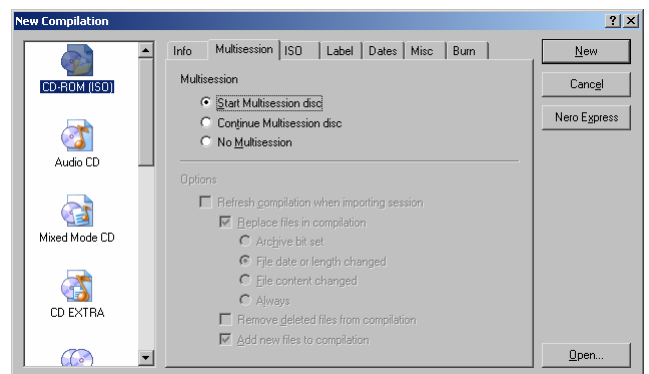 New Compilation
CD-ROM (ISO)
Audio CD
Mixed Mode CD
CD EXTRA
Info Multisession ISO Label Dates Misc Burn
Multisession
Start Multisession disc
Continue Multisession disc
No Multisession
Options
Refresh compilation when importing session
Replace files in compilation
Archive bit set
File date or length changed
File content changed
Always
Remove deleted files from compilation
Add new files to compilation
New
Cancel
Nero Express
Open...